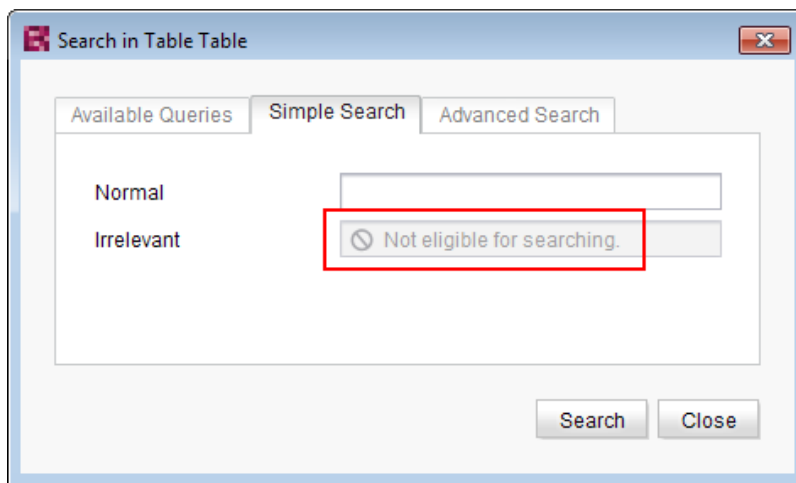 Search in Table Table
Available Queries Simple Search Advanced Search
Normal
Irrelevant Not eligible for searching.
Search Close